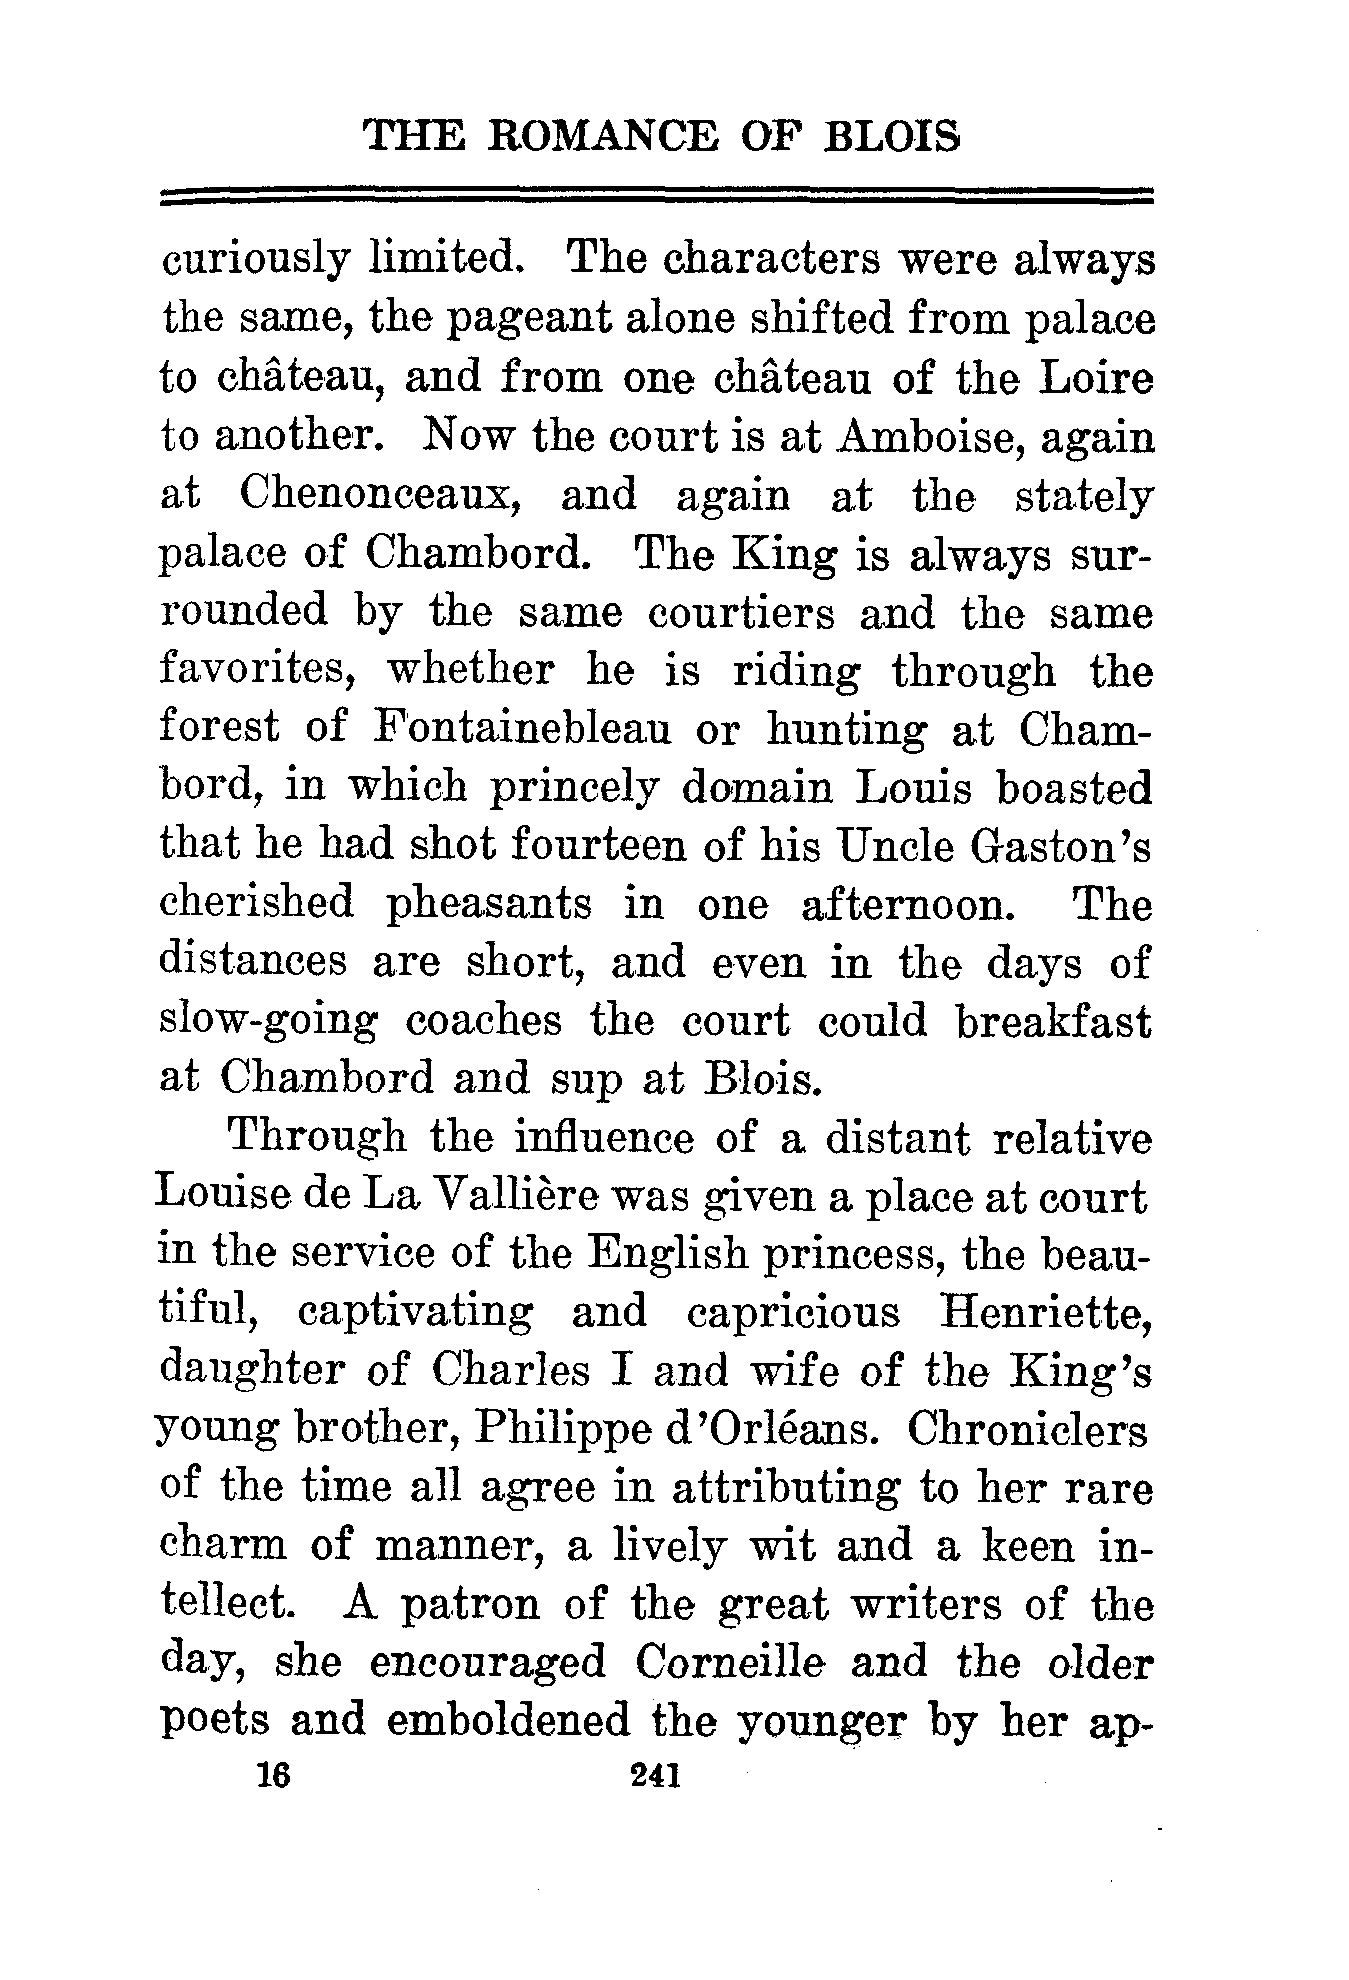 THE ROMANCE OF BLOIS
curiously limited. The characters were always
the same, the pageant alone shifted from palace
to château, and from one château of the Loire
to another. Now the court is at Amboise, again
at Chenonceaux, and again at the stately
palace of Chambord. The King is always sur-
rounded by the same courtiers and the same
favorites, whether he is riding through the
forest of Fontainebleau or hunting at Cham-
bord, in which princely domain Louis boasted
that he had shot fourteen of his Uncle Gaston's
cherished pheasants in one afternoon. The
distances are short, and even in the days of
slow-going coaches the court could breakfast
at Chambord and sup at Blois.
Through the influence of a distant relative
Louise de La Vallière was given a place at court
in the service of the English princess, the beau-
tiful, captivating and capricious Henriette,
daughter of Charles I and wife of the King's
young brother, Philippe d'Orléans. Chroniclers
of the time all agree in attributing to her rare
charm of manner, a lively wit and a keen in-
tellect. A patron of the great writers of the
day, she encouraged Corneille and the older
poets and emboldened the younger by her ap-
16 241